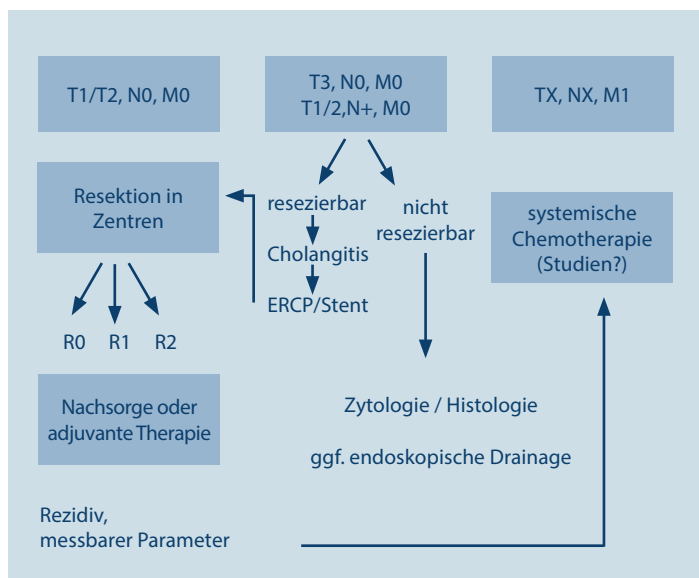 T1/T2, N0, M0
T3, N0, M0
T1/2,N+, M0
TX, NX, M1
Resektion in
Zentren
resezierbar
nicht
resezierbar
systemische
Chemotherapie
(Studien?)
Cholangitis
ERCP/Stent
R0 R1 R2
Nachsorge oder
adjuvante Therapie
Zytologie / Histologie
ggf. endoskopische Drainage
Rezidiv,
messbarer Parameter